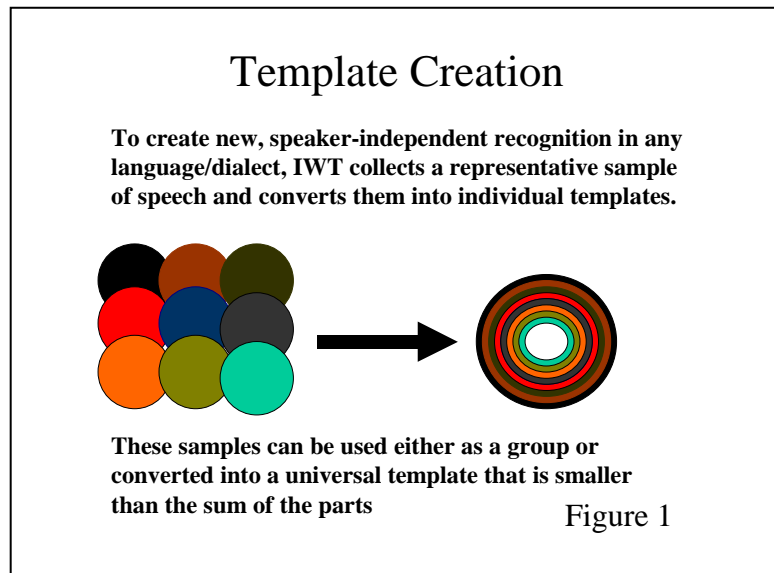 Template Creation
To create new, speaker-independent recognition in any
language/dialect, IWT collects a representative sample
of speech and converts them into individual templates.
These samples can be used either as a group or
converted into a universal template that is smaller
than the sum of the parts
Figure 1